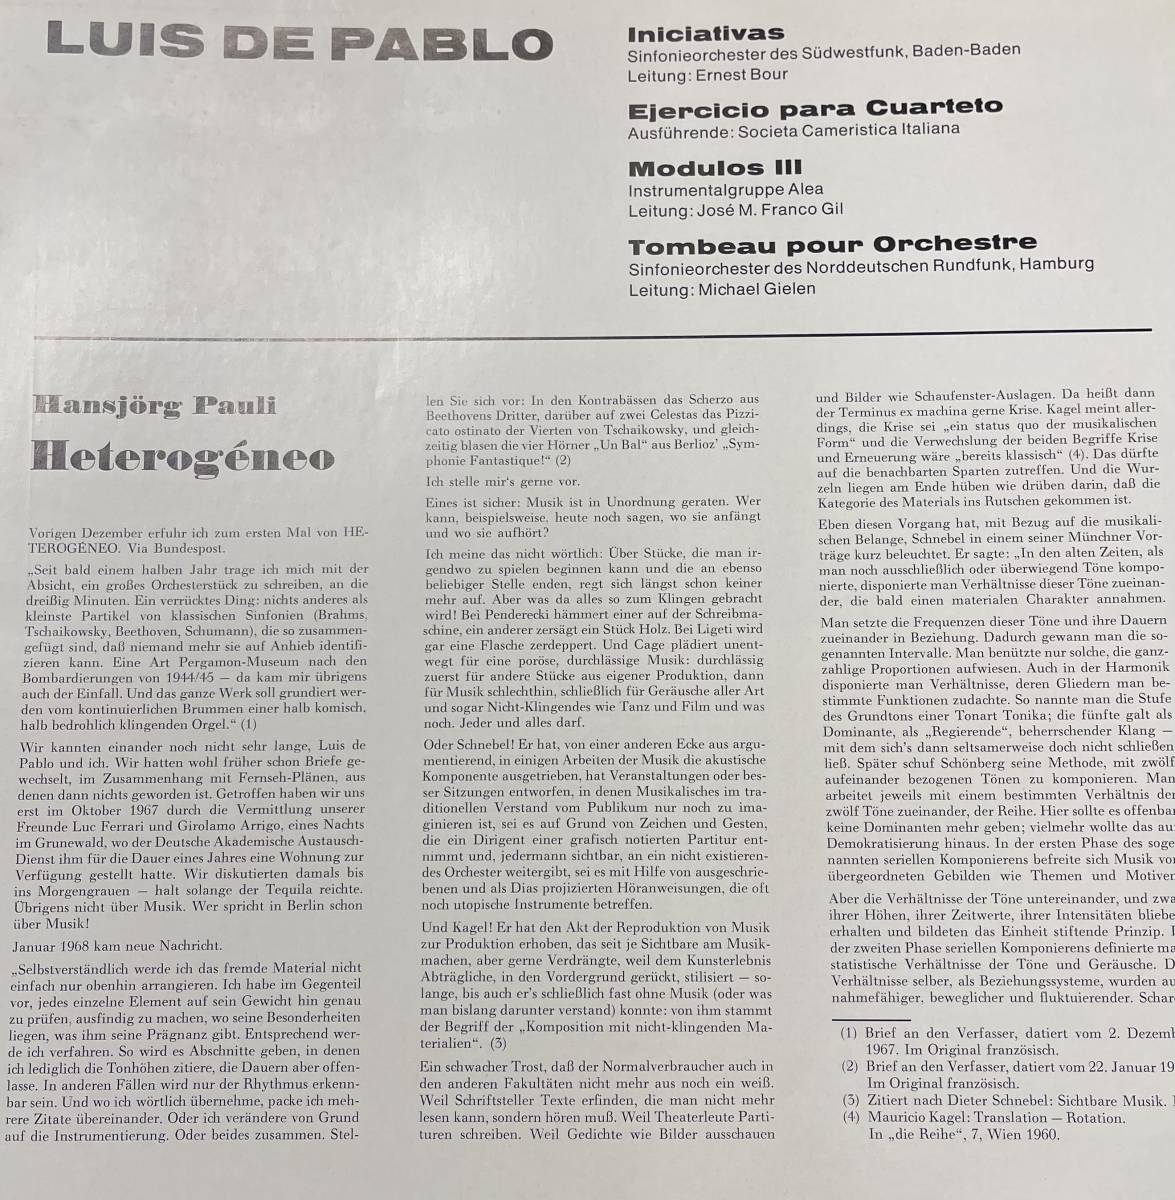 LUIS DE PABLO
Iniciativas
Sinfonieorchester des Südwestfunk, Baden-Baden
Leitung: Ernest Bour
Ejercicio para Cuarteto
Ausführende: Societa Cameristica Italiana
Modulos III
Instrumentalgruppe Alea
Leitung: José M. Franco Gil
Tombeau pour Orchestre
Sinfonieorchester des Norddeutschen Rundfunk, Hamburg
Leitung: Michael Gielen
Hansjörg Pauli
Heterogéneo
Vorigen Dezember erfuhr ich zum ersten Mal von HE-
TEROGÉNEO. Via Bundespost.
„Seit bald einem halben Jahr trage ich mich mit der
Absicht, ein großes Orchesterstück zu schreiben, an die
dreißig Minuten. Ein verrücktes Ding: nichts anderes als
kleinste Partikel von klassischen Sinfonien (Brahms,
Tschaikowsky, Beethoven, Schumann), die so zusammen-
gefügt sind, daß niemand mehr sie auf Anhieb identifi-
zieren kann. Eine Art Pergamon-Museum nach den
Bombardierungen von 1944/45 — da kam mir übrigens
auch der Einfall. Und das ganze Werk soll grundiert wer-
den vom kontinuierlichen Brummen einer halb komisch,
halb bedrohlich klingenden Orgel.“ (1)
Wir kannten einander noch nicht sehr lange, Luis de
Pablo und ich. Wir hatten wohl früher schon Briefe ge-
wechselt, im Zusammenhang mit Fernseh-Plänen, aus
denen dann nichts geworden ist. Getroffen haben wir uns
erst im Oktober 1967 durch die Vermittlung unserer
Freunde Luc Ferrari und Girolamo Arrigo, eines Nachts
im Grunewald, wo der Deutsche Akademische Austausch-
Dienst ihm für die Dauer eines Jahres eine Wohnung zur
Verfügung gestellt hatte. Wir diskutierten damals bis
ins Morgengrauen — halt solange der Tequila reichte.
Übrigens nicht über Musik. Wer spricht in Berlin schon
über Musik!
Januar 1968 kam neue Nachricht.
„Selbstverständlich werde ich das fremde Material nicht
einfach nur obenhin arrangieren. Ich habe im Gegenteil
vor, jedes einzelne Element auf sein Gewicht hin genau
zu prüfen, ausfindig zu machen, wo seine Besonderheiten
liegen, was ihm seine Prägnanz gibt. Entsprechend wer-
de ich verfahren. So wird es Abschnitte geben, in denen
ich lediglich die Tonhöhen zitiere, die Dauern aber offen-
lasse. In anderen Fällen wird nur der Rhythmus erkenn-
bar sein. Und wo ich wörtlich übernehme, packe ich meh-
rere Zitate übereinander. Oder ich verändere von Grund
auf die Instrumentierung. Oder beides zusammen. Stel-
len Sie sich vor: In den Kontrabässen das Scherzo aus
Beethovens Dritter, darüber auf zwei Celestas das Pizzi-
cato ostinato der Vierten von Tschaikowsky, und gleich-
zeitig blasen die vier Hörner „Un Bal“ aus Berlioz’ „Sym-
phonie Fantastique!“ (2)
Ich stelle mir's gerne vor.
Eines ist sicher: Musik ist in Unordnung geraten. Wer
kann, beispielsweise, heute noch sagen, wo sie anfängt
und wo sie aufhört?
Ich meine das nicht wörtlich: Über Stücke, die man ir-
gendwo zu spielen beginnen kann und die an ebenso
beliebiger Stelle enden, regt sich längst schon keiner
mehr auf. Aber was da alles so zum Klingen gebracht
wird! Bei Penderecki hämmert einer auf der Schreibma-
schine, ein anderer zersägt ein Stück Holz. Bei Ligeti wird
gar eine Flasche zerdeppert. Und Cage plädiert unent-
wegt für eine poröse, durchlässige Musik: durchlässig
zuerst für andere Stücke aus eigener Produktion, dann
für Musik schlechthin, schließlich für Geräusche aller Art
und sogar Nicht-Klingendes wie Tanz und Film und was
noch. Jeder und alles darf.
Oder Schnebel! Er hat, von einer anderen Ecke aus argu-
mentierend, in einigen Arbeiten der Musik die akustische
Komponente ausgetrieben, hat Veranstaltungen oder bes-
ser Sitzungen entworfen, in denen Musikalisches im tra-
ditionellen Verstand vom Publikum nur noch zu ima-
ginieren ist, sei es auf Grund von Zeichen und Gesten,
die ein Dirigent einer grafisch notierten Partitur ent-
nimmt und, jedermann sichtbar, an ein nicht existieren-
des Orchester weitergibt, sei es mit Hilfe von ausgeschrie-
benen und als Dias projizierten Höranweisungen, die oft
noch utopische Instrumente betreffen.
Und Kagel! Er hat den Akt der Reproduktion von Musik
zur Produktion erhoben, das seit je Sichtbare am Musik-
machen, aber gerne Verdrängte, weil dem Kunsterlebnis
Abträgliche, in den Vordergrund gerückt, stilisiert — so-
lange, bis auch er's schließlich fast ohne Musik (oder was
man bislang darunter verstand) konnte: von ihm stammt
der Begriff der „Komposition mit nicht-klingenden Ma-
terialien“. (3)
Ein schwacher Trost, daß der Normalverbraucher auch in
den anderen Fakultäten nicht mehr aus noch ein weiß.
Weil Schriftsteller Texte erfinden, die man nicht mehr
lesen kann, sondern hören muß. Weil Theaterleute Parti-
turen schreiben. Weil Gedichte wie Bilder ausschauen
und Bilder wie Schaufenster-Auslagen. Da heißt dann
der Terminus ex machina gerne Krise. Kagel meint aller-
dings, die Krise sei „ein status quo der musikalischen
Form“ und die Verwechslung der beiden Begriffe Krise
und Erneuerung wäre „bereits klassisch“ (4). Das dürfte
auf die benachbarten Sparten zutreffen. Und die Wur-
zeln liegen am Ende hüben wie drüben darin, daß die
Kategorie des Materials ins Rutschen gekommen ist.
Eben diesen Vorgang hat, mit Bezug auf die musikali-
schen Belange, Schnebel in einem seiner Münchner Vor-
träge kurz beleuchtet. Er sagte: „In den alten Zeiten, als
man noch ausschließlich oder überwiegend Töne kompo-
nierte, disponierte man Verhältnisse dieser Töne zueinan-
der, die bald einen materialen Charakter annahmen.
Man setzte die Frequenzen dieser Töne und ihre Dauern
zueinander in Beziehung. Dadurch gewann man die so-
genannten Intervalle. Man benützte nur solche, die ganz-
zahlige Proportionen aufwiesen. Auch in der Harmonik
disponierte man Verhältnisse, deren Gliedern man be-
stimmte Funktionen zudachte. So nannte man die Stufe
des Grundtons einer Tonart Tonika; die fünfte galt als
Dominante, als „Regierende“, beherrschender Klang —
mit dem sich's dann seltsamerweise doch nicht schließen
ließ. Später schuf Schönberg seine Methode, mit zwölf
aufeinander bezogenen Tönen zu komponieren. Man
arbeitet jeweils mit einem bestimmten Verhältnis der
zwölf Töne zueinander, der Reihe. Hier sollte es offenbar
keine Dominanten mehr geben; vielmehr wollte das au
Demokratisierung hinaus. In der ersten Phase des soge
nannten seriellen Komponierens befreite sich Musik vo
übergeordneten Gebilden wie Themen und Motiven
Aber die Verhältnisse der Töne untereinander, und zwa
ihrer Höhen, ihrer Zeitwerte, ihrer Intensitäten bliebe
erhalten und bildeten das Einheit stiftende Prinzip. I
der zweiten Phase seriellen Komponierens definierte ma
statistische Verhältnisse der Töne und Geräusche. D
Verhältnisse selber, als Beziehungssysteme, wurden au
nahmefähiger, beweglicher und fluktuierender. Schar
(1) Brief an den Verfasser, datiert vom 2. Dezemb
1967. Im Original französisch.
(2) Brief an den Verfasser, datiert vom 22. Januar 19
Im Original französisch.
(3) Zitiert nach Dieter Schnebel: Sichtbare Musik.
(4) Mauricio Kagel: Translation — Rotation.
In „die Reihe“, 7, Wien 1960.